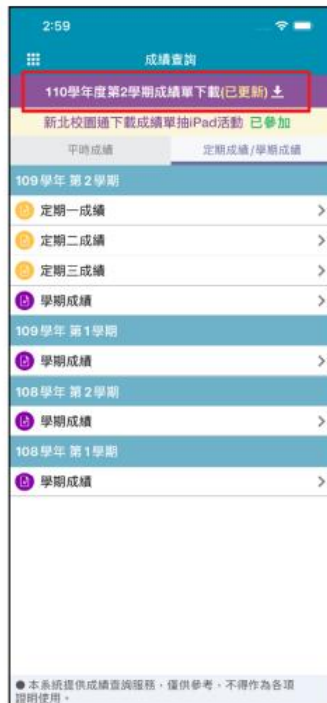 2:59
成績查詢
110學年度第2學期成績單下載(已更新)
新北校園通下載成績單抽iPad活動 已參加
平時成績 定期成績/學期成績
109學年 第2學期
定期一成績
定期二成績
定期三成績
學期成績
109學年 第1學期
學期成績
108學年 第2學期
學期成績
108學年 第1學期
學期成績
●本系統提供成績查詢服務，僅供參考，不得作為各項
證明使用。